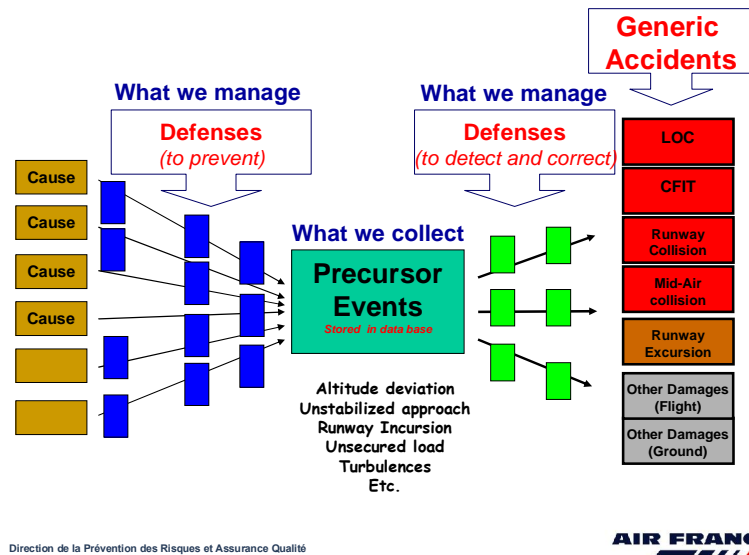 Generic
Accidents
What we manage
What we manage
Defenses
(to prevent)
Defenses
(to detect and correct)
LOC
Cause
CFIT
Cause
What we collect
Runway
Collision
Cause
Precursor
Events
Stored in data base
Mid-Air
collision
Cause
Runway
Excursion
Altitude deviation
Unstabilized approach
Runway Incursion
Unsecured load
Turbulences
Etc.
Other Damages
(Flight)
Other Damages
(Ground)
Direction de la Prévention des Risques et Assurance Qualité
AIR FRANC